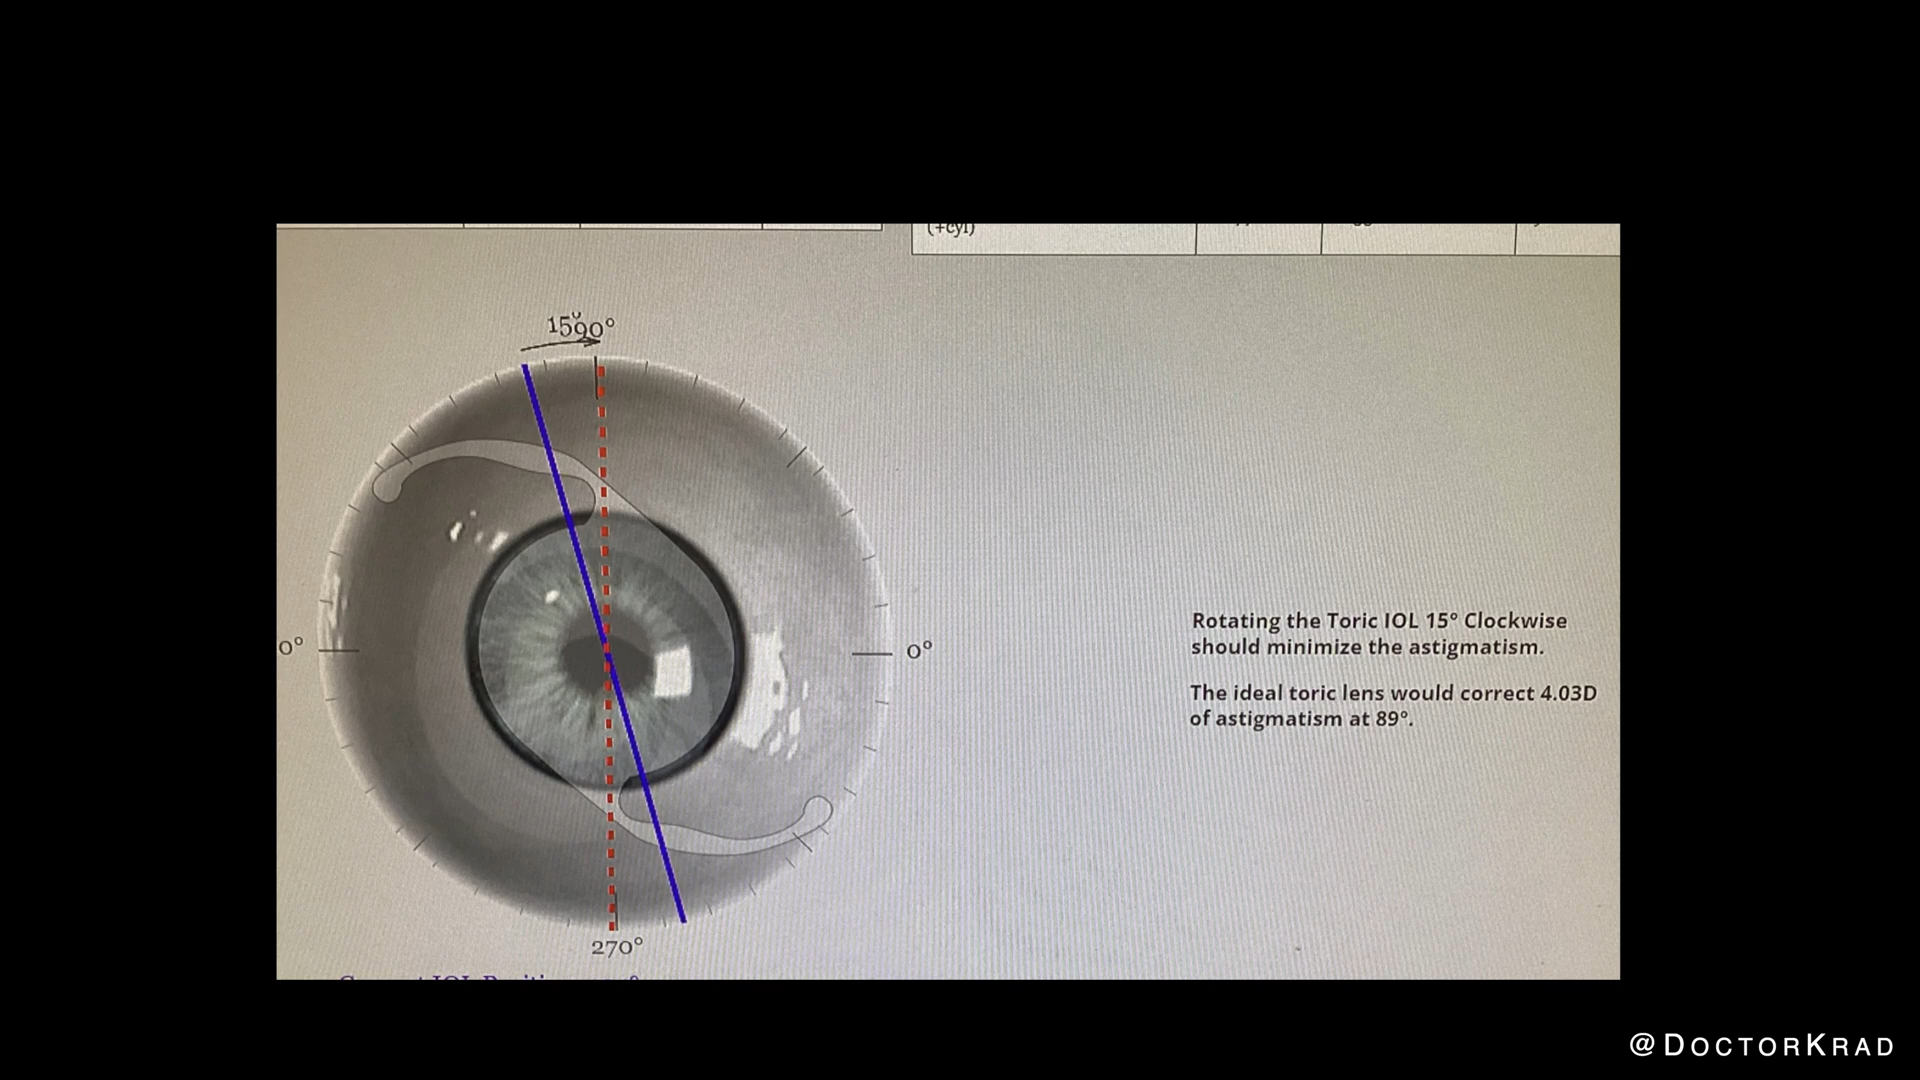 (+cyl)
15º
90°
0°
0°
Rotating the Toric IOL 15° Clockwise
should minimize the astigmatism.
The ideal toric lens would correct 4.03D
of astigmatism at 89°.
270°
@DOCTORKRAD